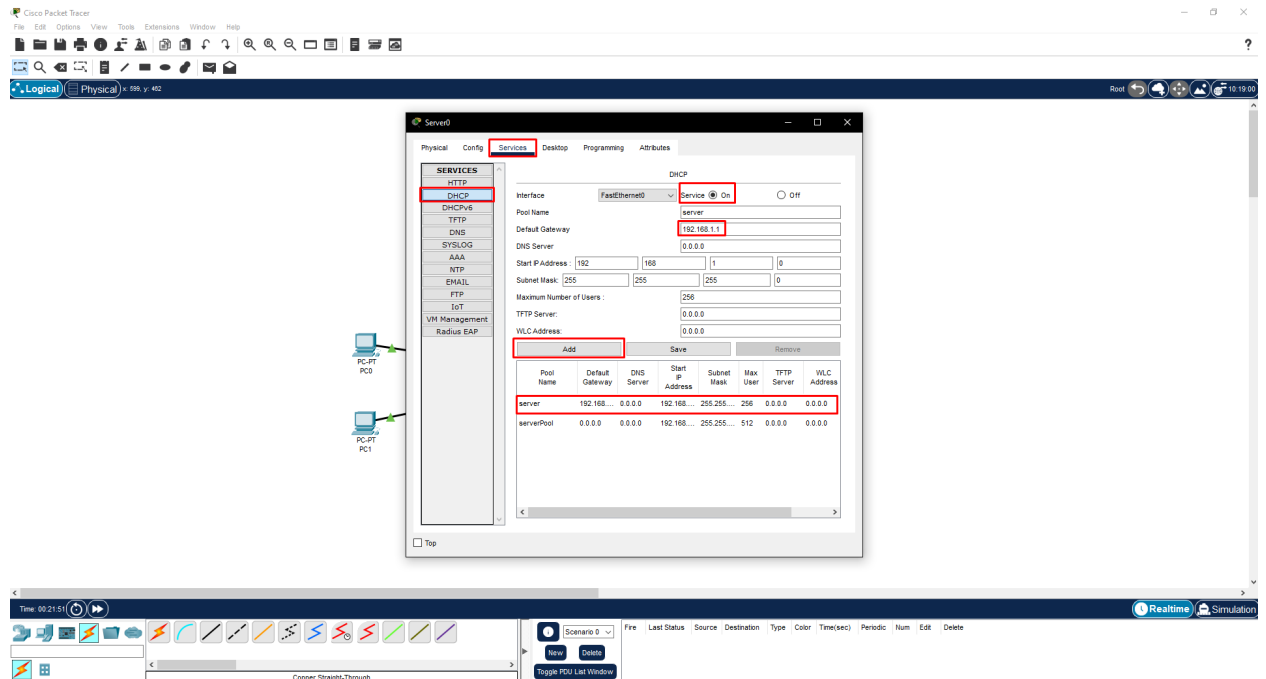 Cisco Packet Tracer
File Edit Options View Tools Extensions Window Help
?
Logical Physical x: 599, y: 462 Root 10:19:00
Server0
Physical Config Services Desktop Programming Attributes
SERVICES
HTTP
DHCP
DHCPv6
TFTP
DNS
SYSLOG
AAA
NTP
EMAIL
FTP
IoT
VM Management
Radius EAP
DHCP
Interface FastEthernet0 Service On Off
Pool Name server
Default Gateway 192.168.1.1
DNS Server 0.0.0.0
Start IP Address : 192 168 1 0
Subnet Mask: 255 255 255 0
Maximum Number of Users : 256
TFTP Server: 0.0.0.0
WLC Address: 0.0.0.0
Add Save Remove
Pool Name Default Gateway DNS Server Start IP Address Subnet Mask Max User TFTP Server WLC Address
server 192.168.... 0.0.0.0 192.168.... 255.255.... 256 0.0.0.0 0.0.0.0
serverPool 0.0.0.0 0.0.0.0 192.168.... 255.255.... 512 0.0.0.0 0.0.0.0
Top
PC-PT
PC0
PC-PT
PC1
Time: 00:21:51 Realtime Simulation
Scenario 0
New Delete
Toggle PDU List Window
Fire Last Status Source Destination Type Color Time(sec) Periodic Num Edit Delete
Copper Straight-Through